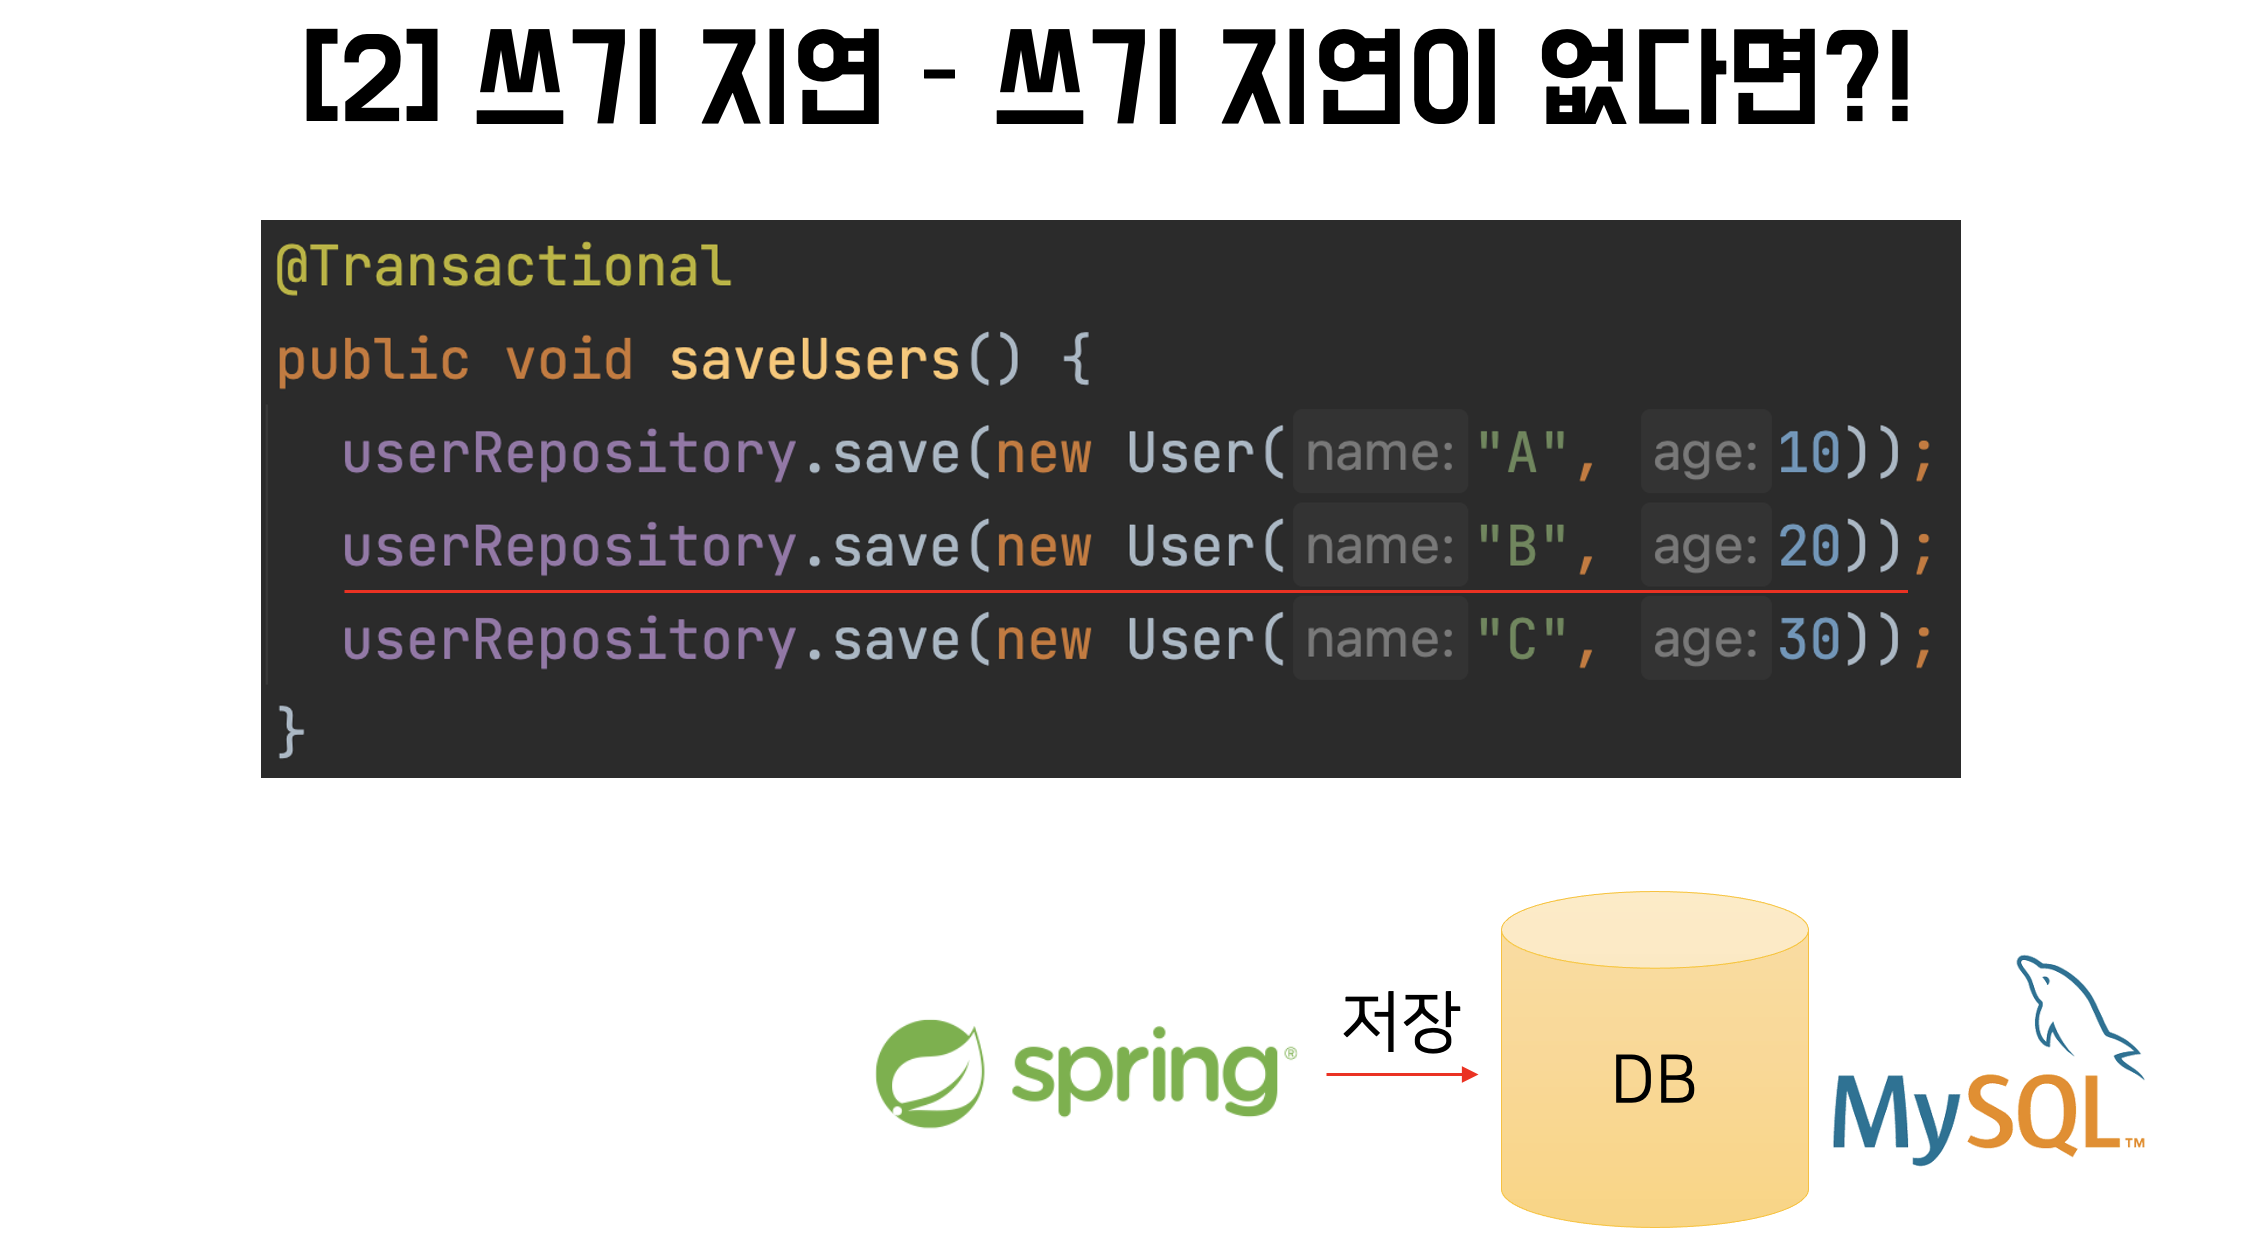 [2] 쓰기 지연 - 쓰기 지연이 없다면?!
@Transactional
public void saveUsers() {
userRepository.save(new User( name: "A", age: 10));
userRepository.save(new User( name: "B", age: 20));
userRepository.save(new User( name: "C", age: 30));
}
저장
spring®
DB
MySQL™